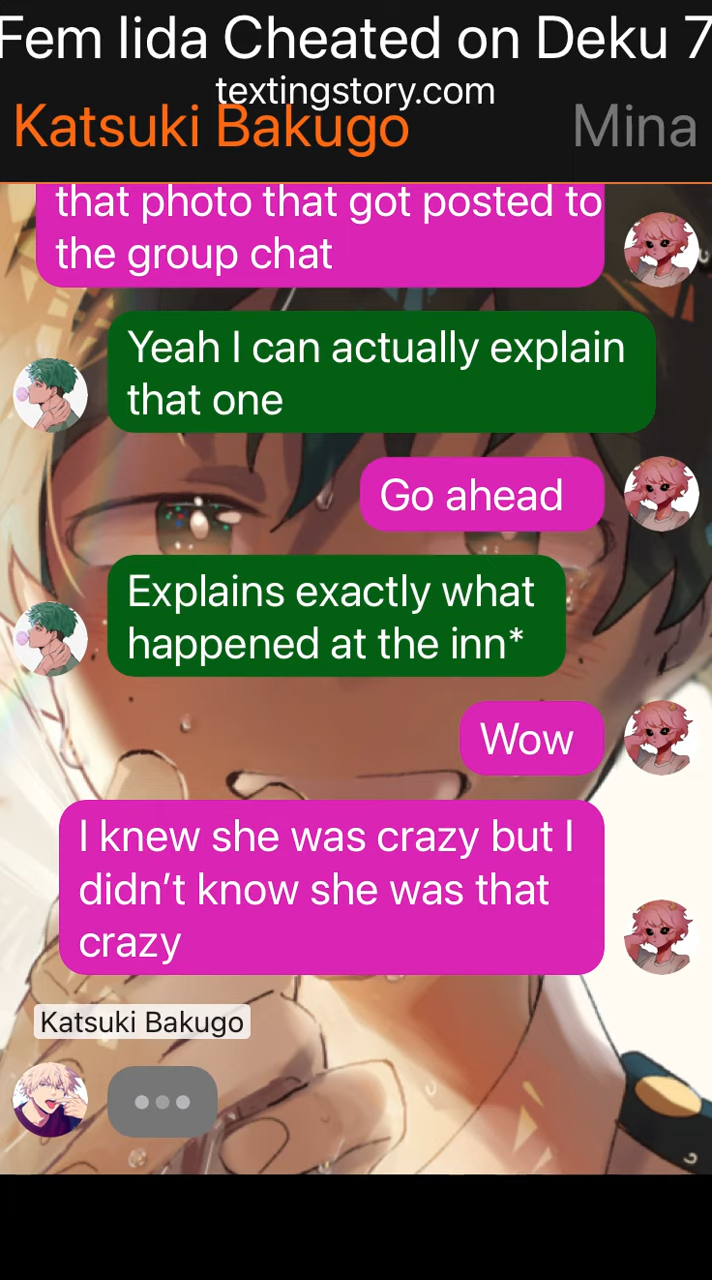 Fem Iida Cheated on Deku 7
textingstory.com
Katsuki Bakugo
Mina
that photo that got posted to
the group chat
Yeah I can actually explain
that one
Go ahead
Explains exactly what
happened at the inn*
Wow
I knew she was crazy but I
didn’t know she was that
crazy
Katsuki Bakugo